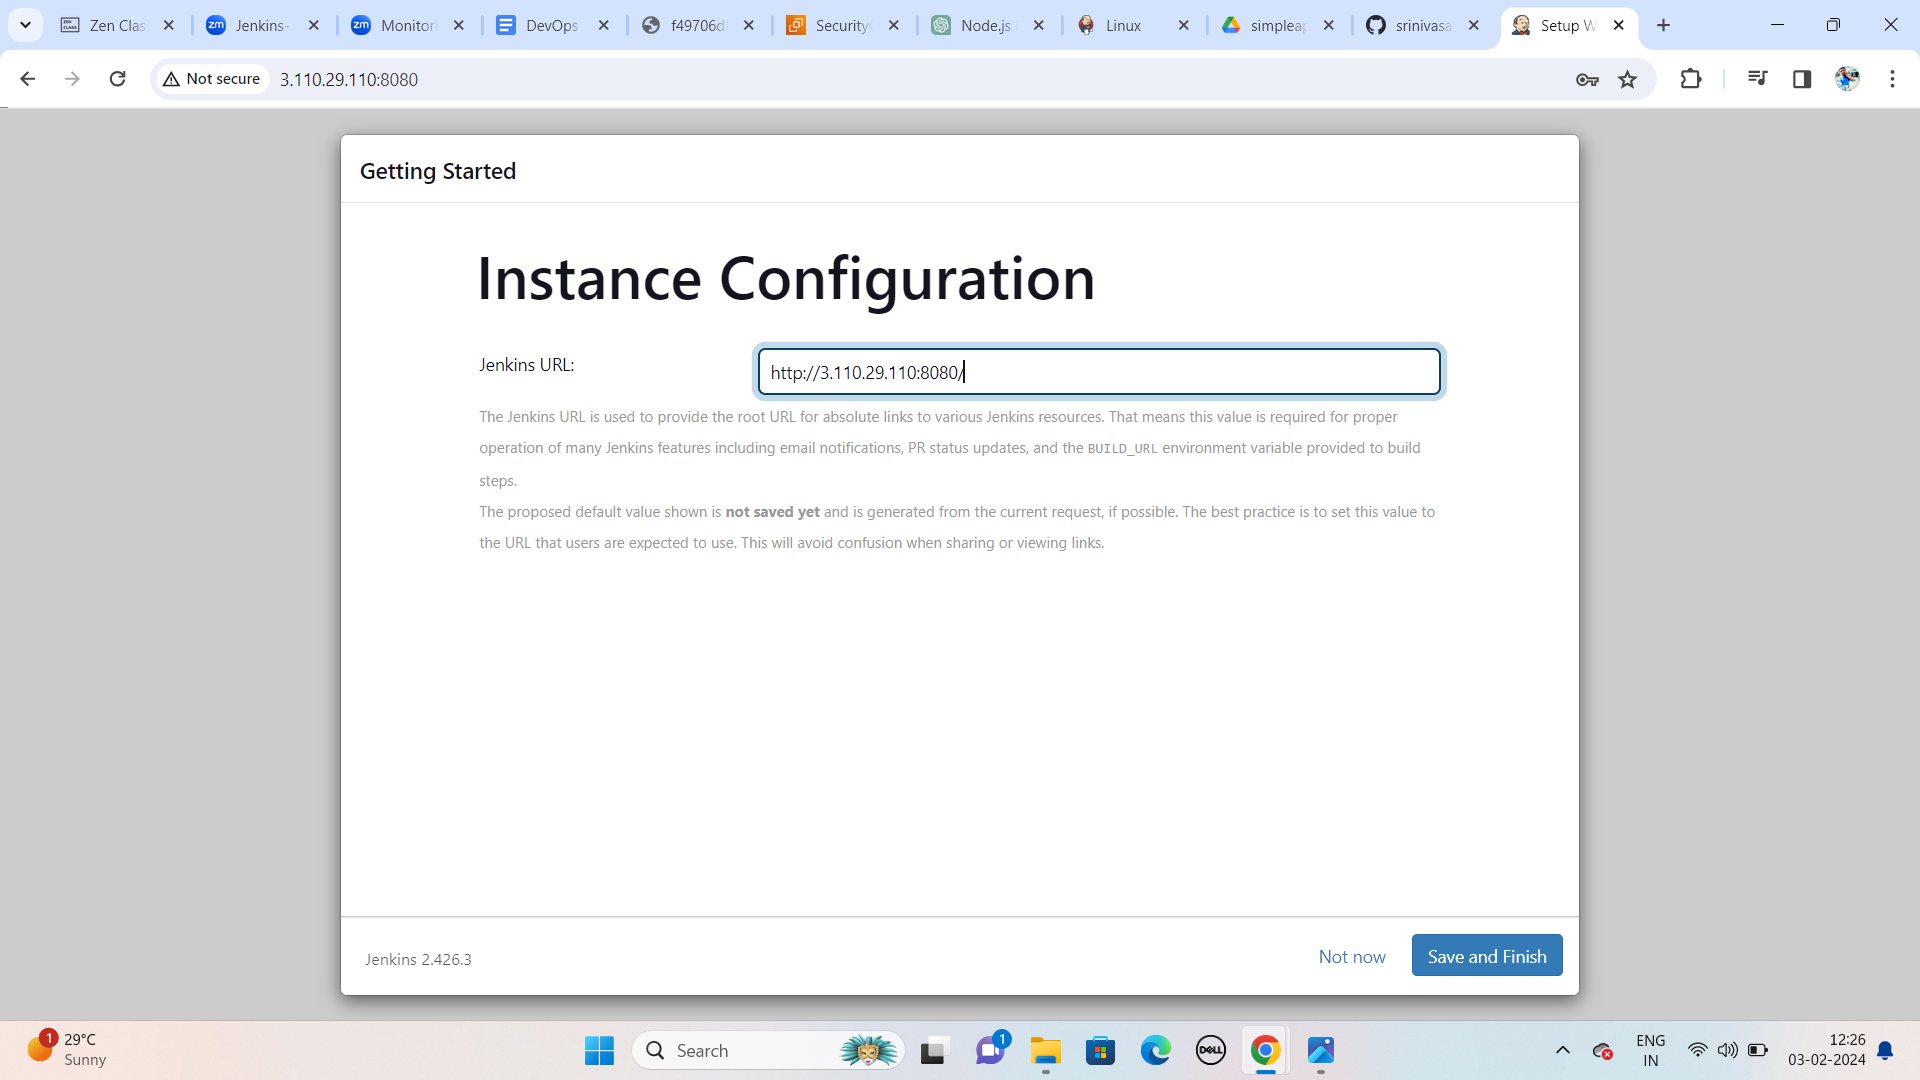 Zen Clas
Jenkins-
Monitori
DevOps
f49706d
Security
Node.js
Linux
simpleap
srinivasa
Setup W
Not secure
3.110.29.110:8080
Getting Started
Instance Configuration
Jenkins URL:
http://3.110.29.110:8080/
The Jenkins URL is used to provide the root URL for absolute links to various Jenkins resources. That means this value is required for proper
operation of many Jenkins features including email notifications, PR status updates, and the BUILD_URL environment variable provided to build
steps.
The proposed default value shown is not saved yet and is generated from the current request, if possible. The best practice is to set this value to
the URL that users are expected to use. This will avoid confusion when sharing or viewing links.
Jenkins 2.426.3
Not now
Save and Finish
1
29°C
Sunny
Search
1
DELL
ENG
IN
12:26
03-02-2024